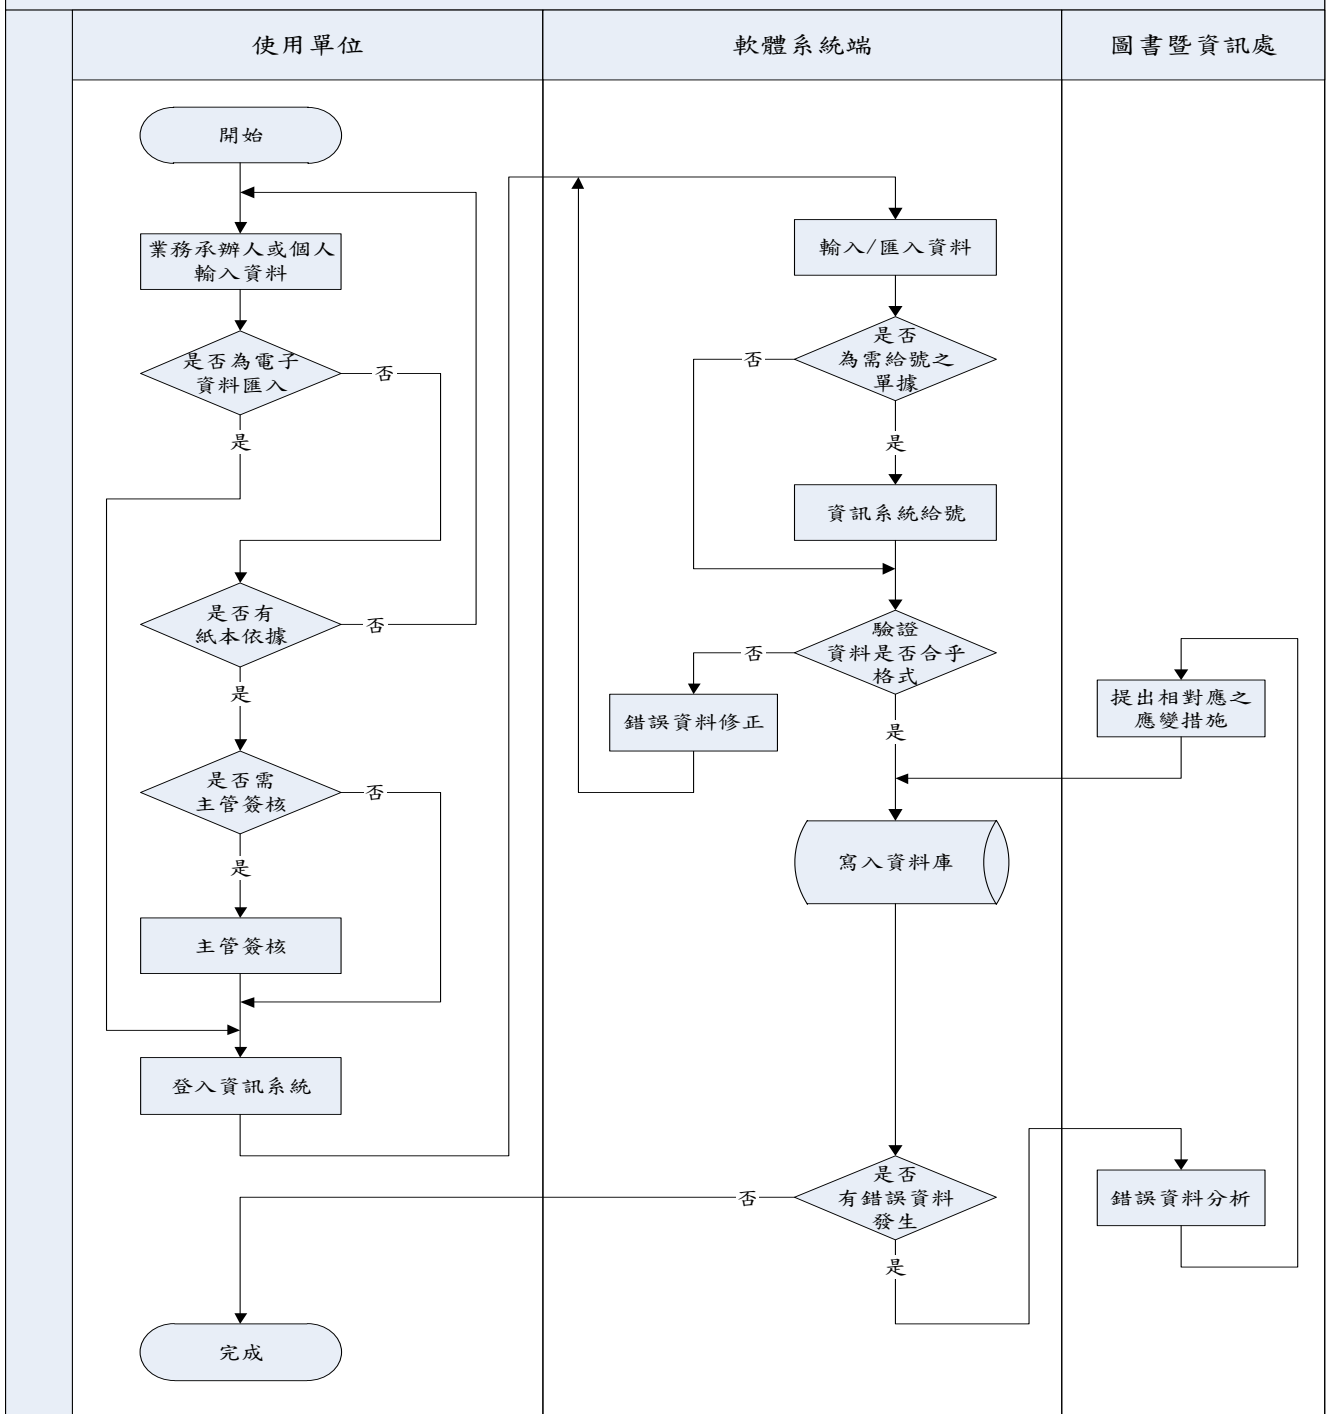 使用單位
軟體系統端
圖書暨資訊處
開始
業務承辦人或個人
輸入資料
是否為電子
資料匯入
否
是
是否有
紙本依據
否
是
是否需
主管簽核
否
是
主管簽核
登入資訊系統
完成
輸入/匯入資料
是否
為需給號之
單據
否
是
資訊系統給號
驗證
資料是否合乎
格式
否
錯誤資料修正
是
寫入資料庫
是否
有錯誤資料
發生
否
是
提出相對應之
應變措施
錯誤資料分析